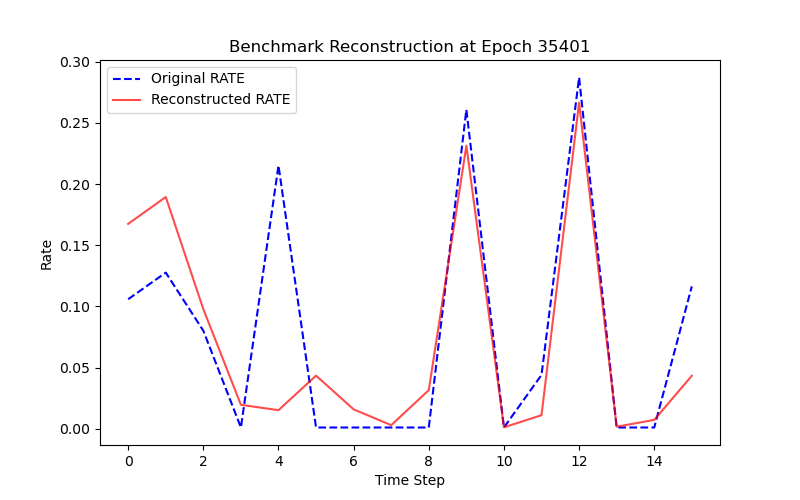 Benchmark Reconstruction at Epoch 35401
Original RATE
Reconstructed RATE
Rate
0.30
0.25
0.20
0.15
0.10
0.05
0.00
0 2 4 6 8 10 12 14
Time Step